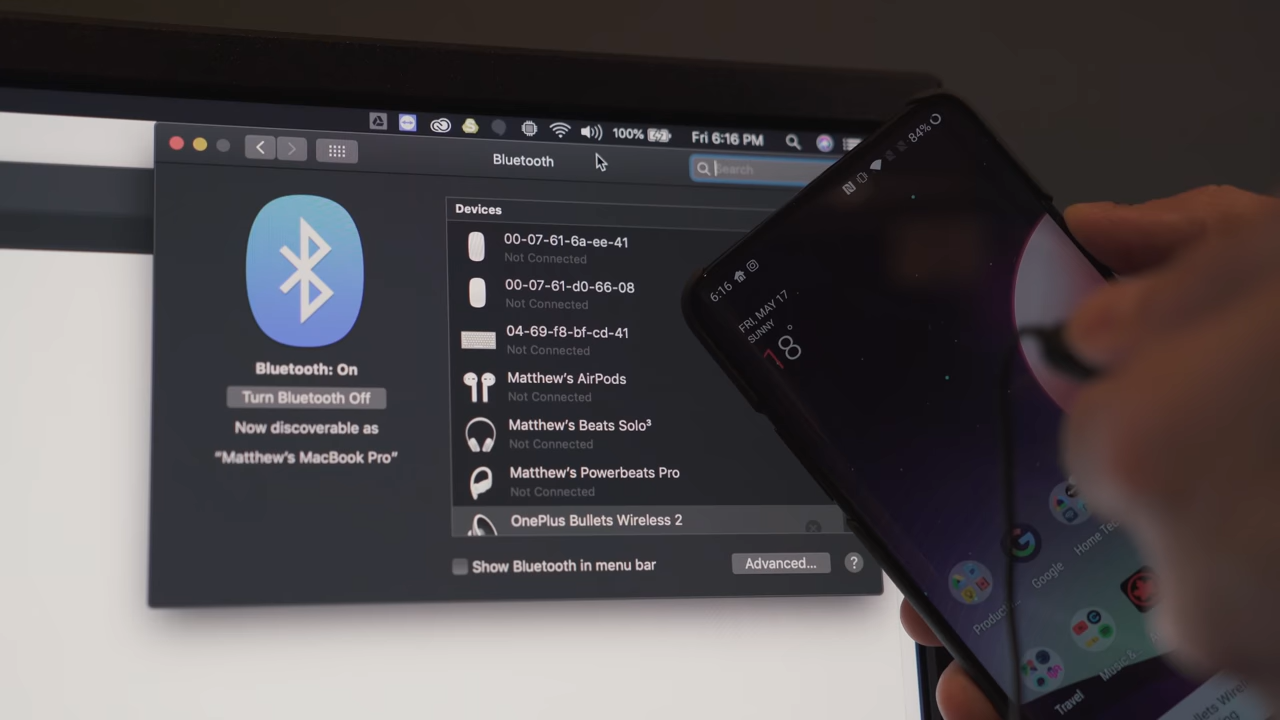 100%
Fri 6:16 PM
Bluetooth
Search
Devices
00-07-61-6a-ee-41
Not Connected
00-07-61-d0-66-08
Not Connected
04-69-f8-bf-cd-41
Not Connected
Matthew's AirPods
Not Connected
Matthew's Beats Solo³
Not Connected
Matthew's Powerbeats Pro
Not Connected
OnePlus Bullets Wireless 2
Bluetooth: On
Turn Bluetooth Off
Now discoverable as
“Matthew's MacBook Pro”
Show Bluetooth in menu bar
Advanced...
?
84%
6:16
FRI, MAY 17
SUNNY
78°
Google
Home Tec
Product...
Music &
Travel